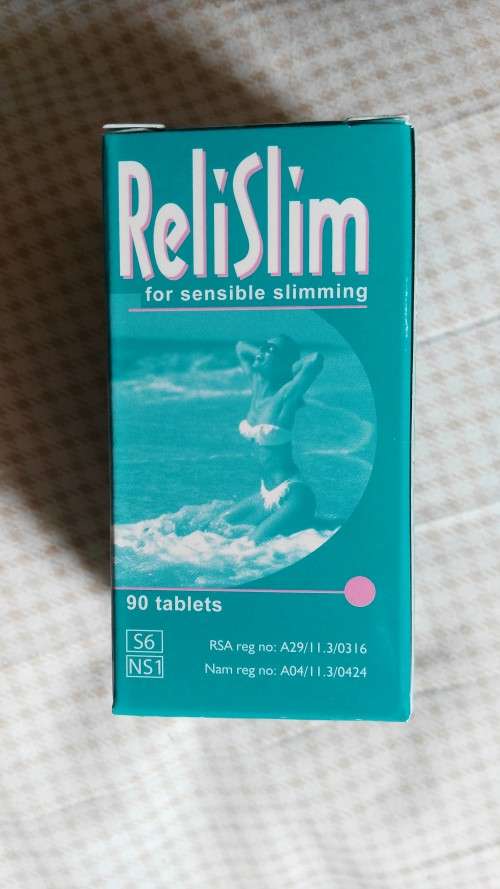 ReliSlim
for sensible slimming
90 tablets
S6
NS1
RSA reg no: A29/11.3/0316
Nam reg no: A04/11.3/0424